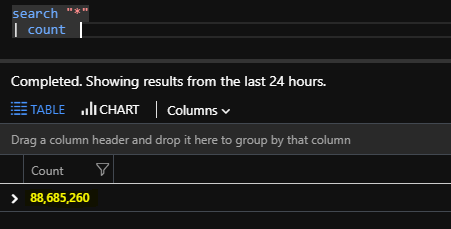 search "*"
| count
Completed. Showing results from the last 24 hours.
TABLE CHART Columns
Drag a column header and drop it here to group by that column
Count
88,685,260